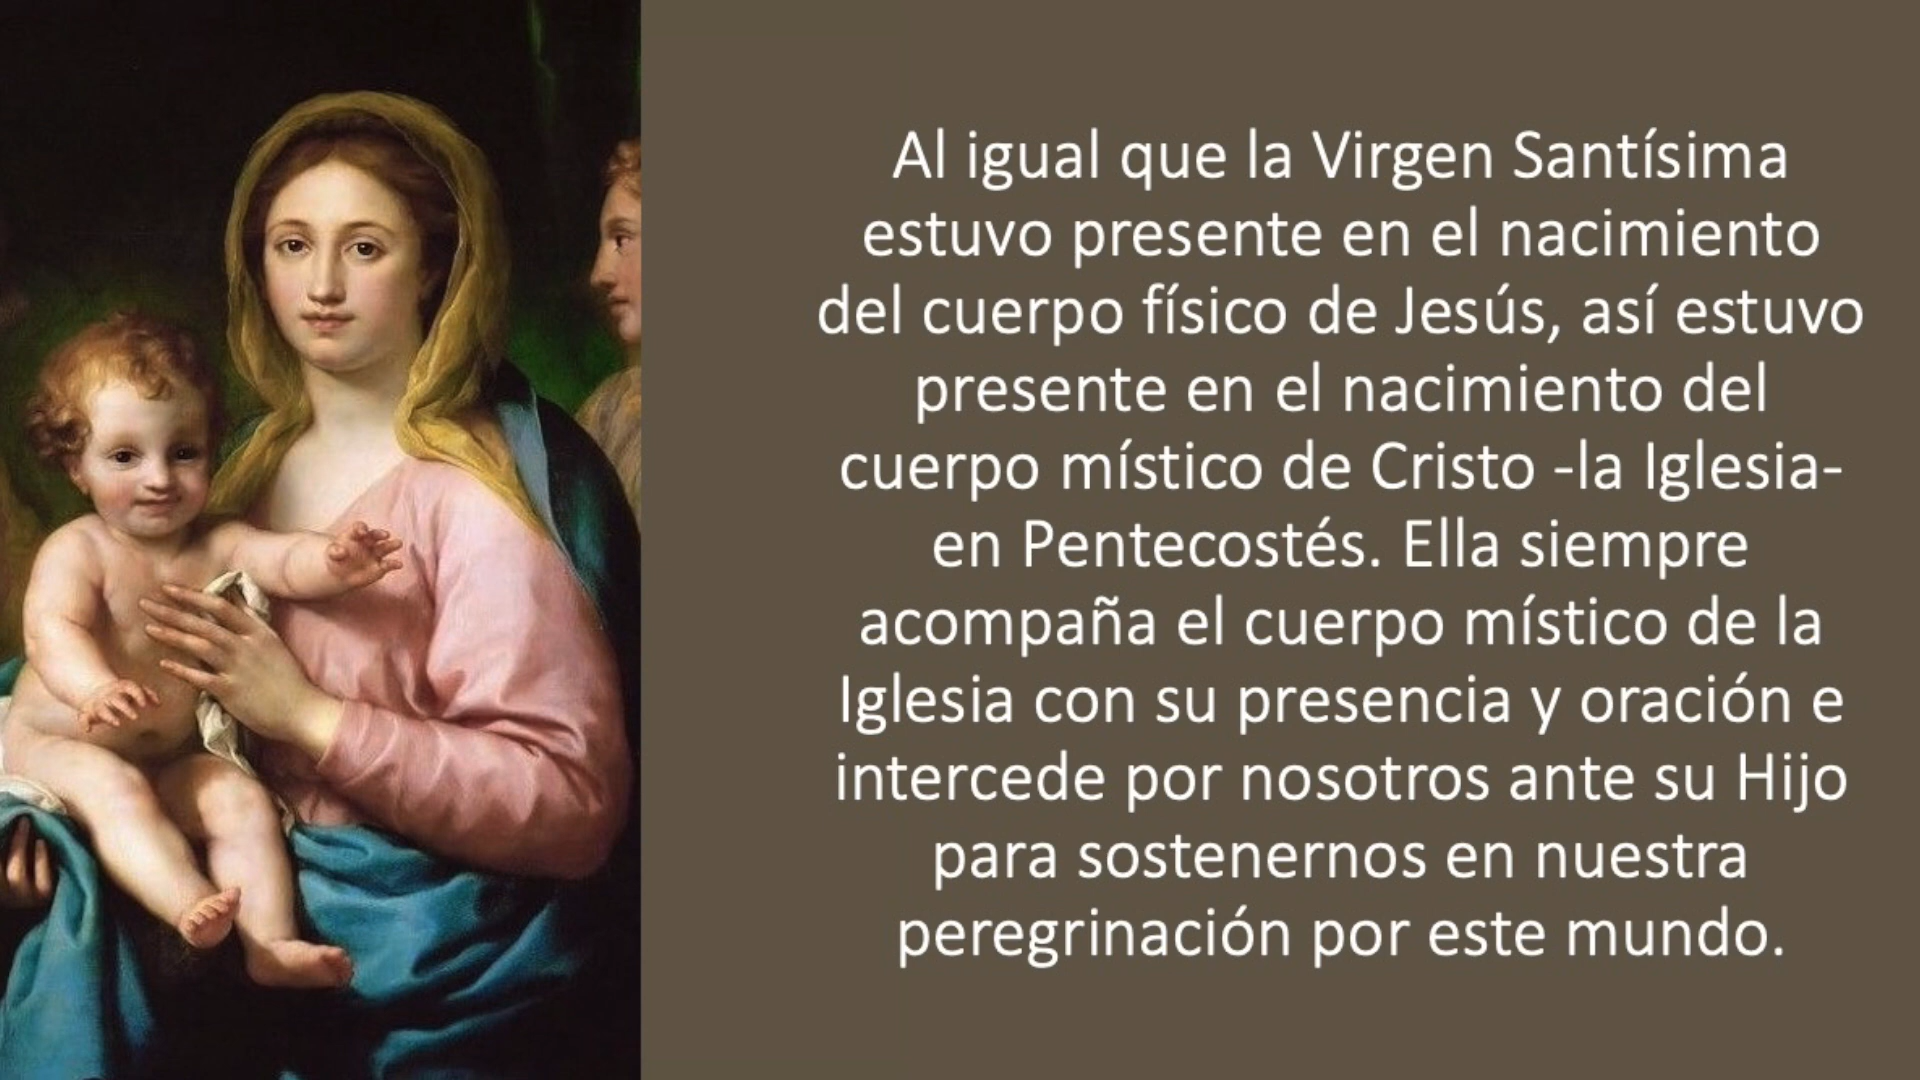 Al igual que la Virgen Santísima
estuvo presente en el nacimiento
del cuerpo físico de Jesús, así estuvo
presente en el nacimiento del
cuerpo místico de Cristo -la Iglesia-
en Pentecostés. Ella siempre
acompaña el cuerpo místico de la
Iglesia con su presencia y oración e
intercede por nosotros ante su Hijo
para sostenernos en nuestra
peregrinación por este mundo.